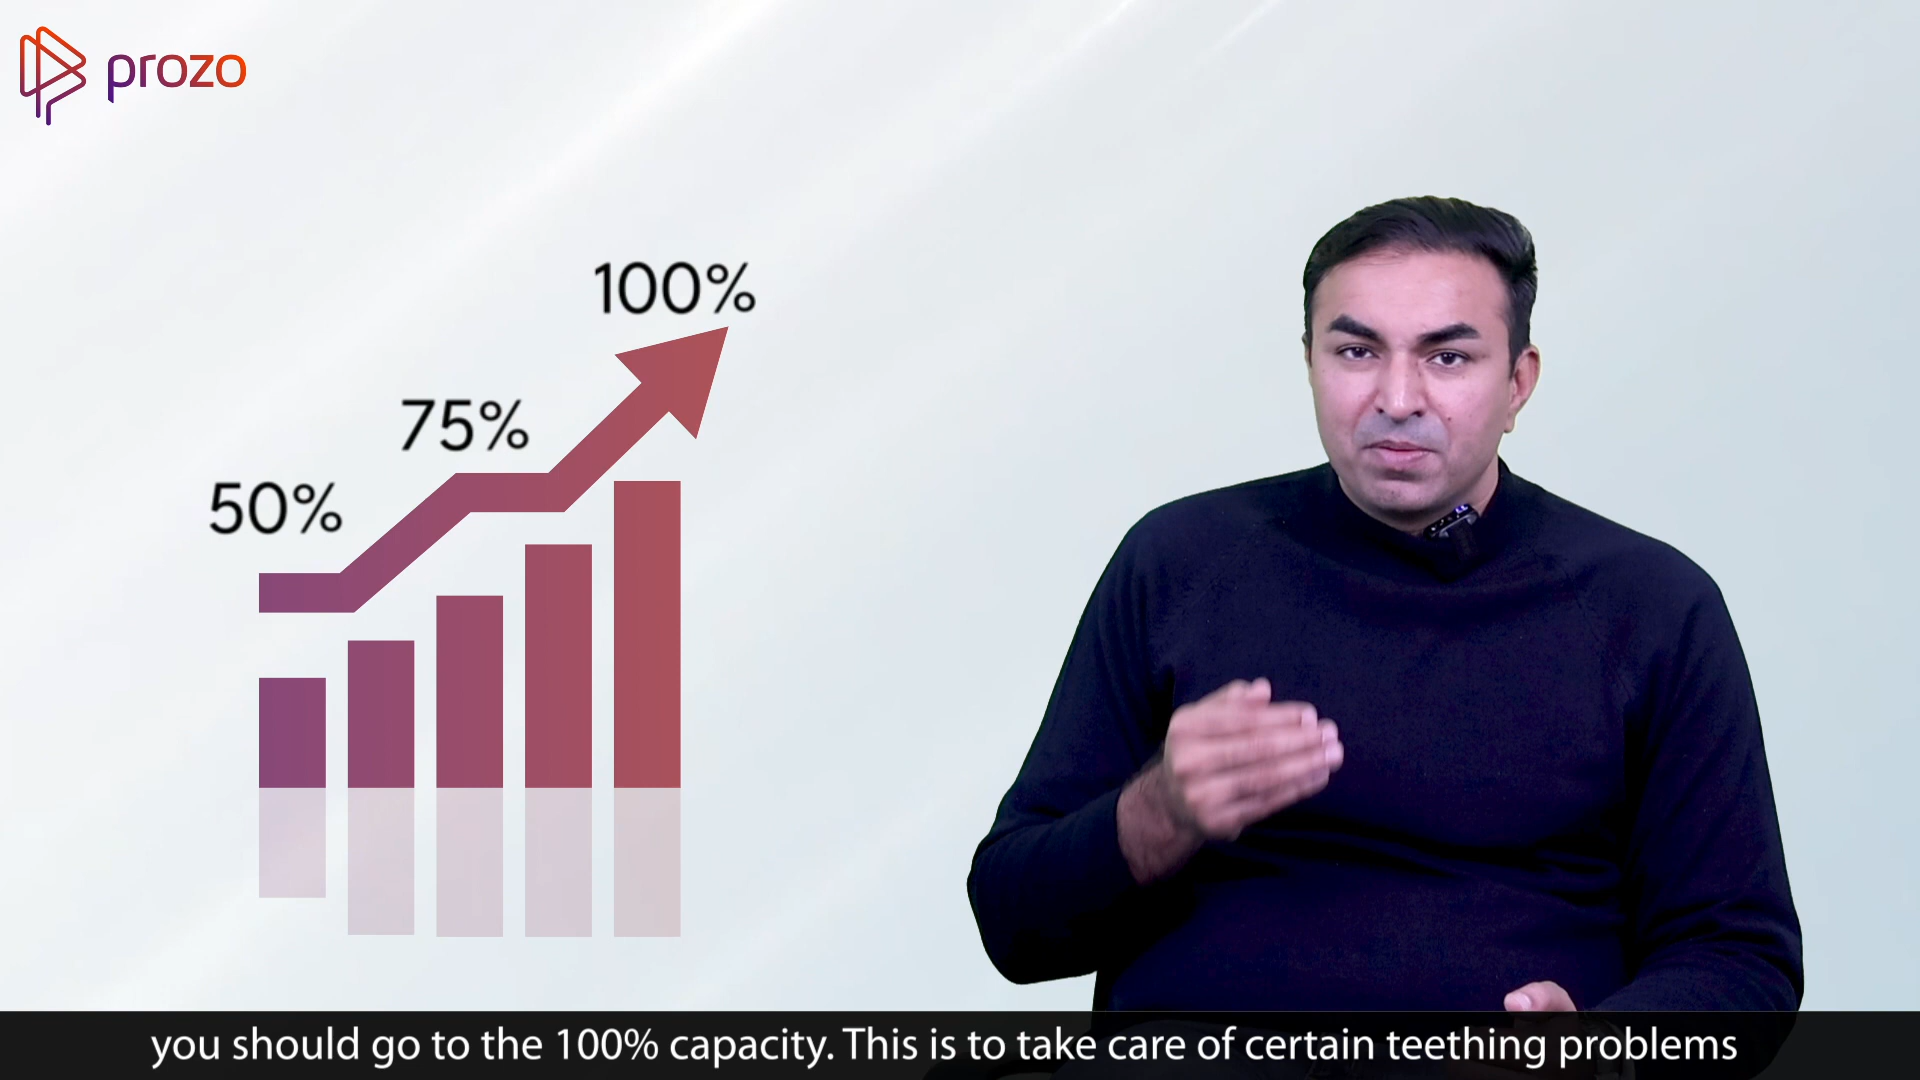 prozo
100%
75%
50%
you should go to the 100% capacity. This is to take care of certain teething problems